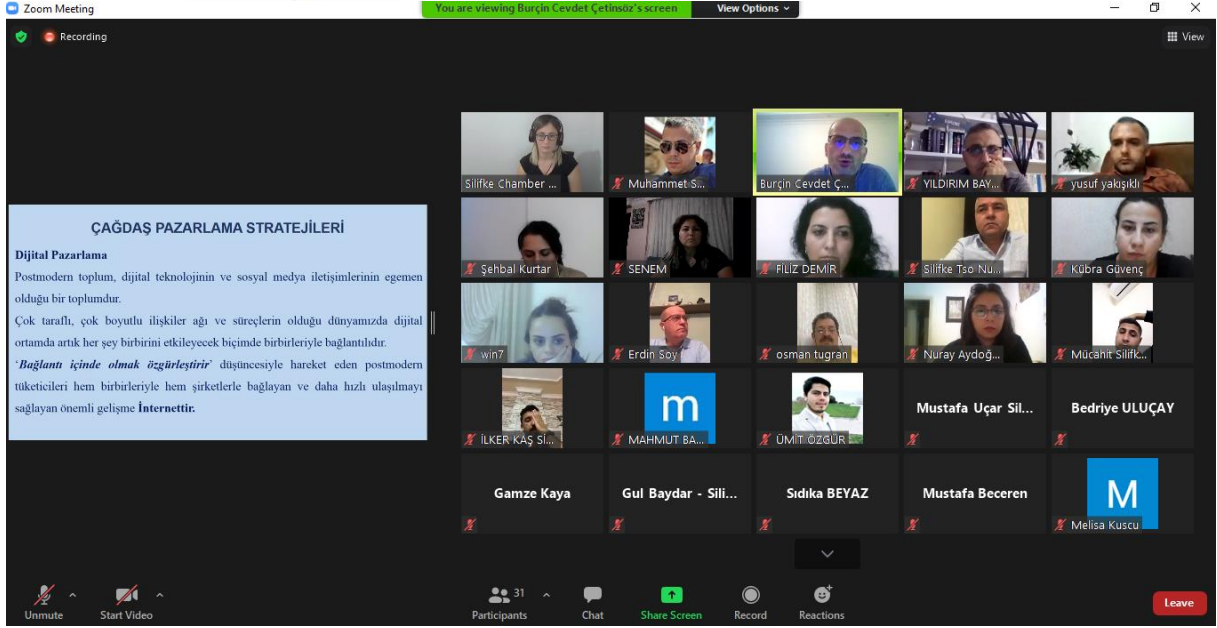 Zoom Meeting
You are viewing Burçin Cevdet Çetinsöz's screen
View Options
Recording
View
ÇAĞDAŞ PAZARLAMA STRATEJİLERİ
Dijital Pazarlama
Postmodern toplum, dijital teknolojinin ve sosyal medya iletişimlerinin egemen
olduğu bir toplumdur.
Çok taraflı, çok boyutlu ilişkiler ağı ve süreçlerin olduğu dünyamızda dijital
ortamda artık her şey birbirini etkileyecek biçimde birbirleriyle bağlantılıdır.
‘Bağlantı içinde olmak özgürleştirir’ düşüncesiyle hareket eden postmodern
tüketicileri hem birbirleriyle hem şirketlerle bağlayan ve daha hızlı ulaşılmayı
sağlayan önemli gelişme İnternettir.
Silifke Chamber ...
Muhammet S...
Burçin Cevdet Ç...
YILDIRIM BAY...
yusuf yakışıklı
Şehbal Kurtar
SENEM
FİLİZ DEMİR
Silifke Tso Nu...
Kübra Güvenç
win7
Erdin Soy
osman tugran
Nuray Aydoğ...
Mücahit Silifk...
İLKER KAŞ Sİ...
m
MAHMUT BA...
ÜMİT ÖZGÜR
Mustafa Uçar Sil...
Bedriye ULUÇAY
Gamze Kaya
Gul Baydar - Sili...
Sıdıka BEYAZ
Mustafa Beceren
M
Melisa Kuscu
Unmute
Start Video
31
Participants
Chat
Share Screen
Record
Reactions
Leave